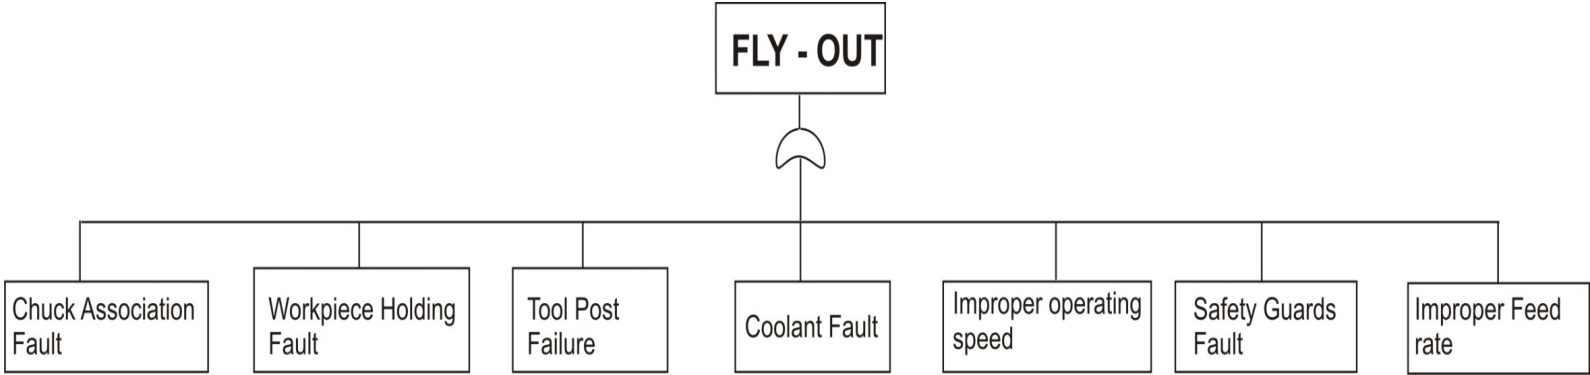 FLY - OUT
Chuck Association
Fault
Workpiece Holding
Fault
Tool Post
Failure
Coolant Fault
Improper operating
speed
Safety Guards
Fault
Improper Feed
rate